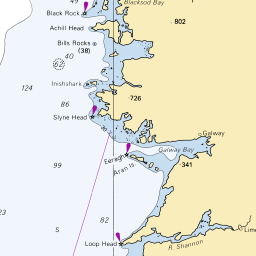 Blacksod Bay
Black Rock
802
Achill Head
Bills Rocks
(38)
62
40
Inishshark
124
726
86
Slyne Head
Galway
Galway Bay
Eeragh
Aran Is.
341
99
82
S
Loop Head
R. Shannon
Lime